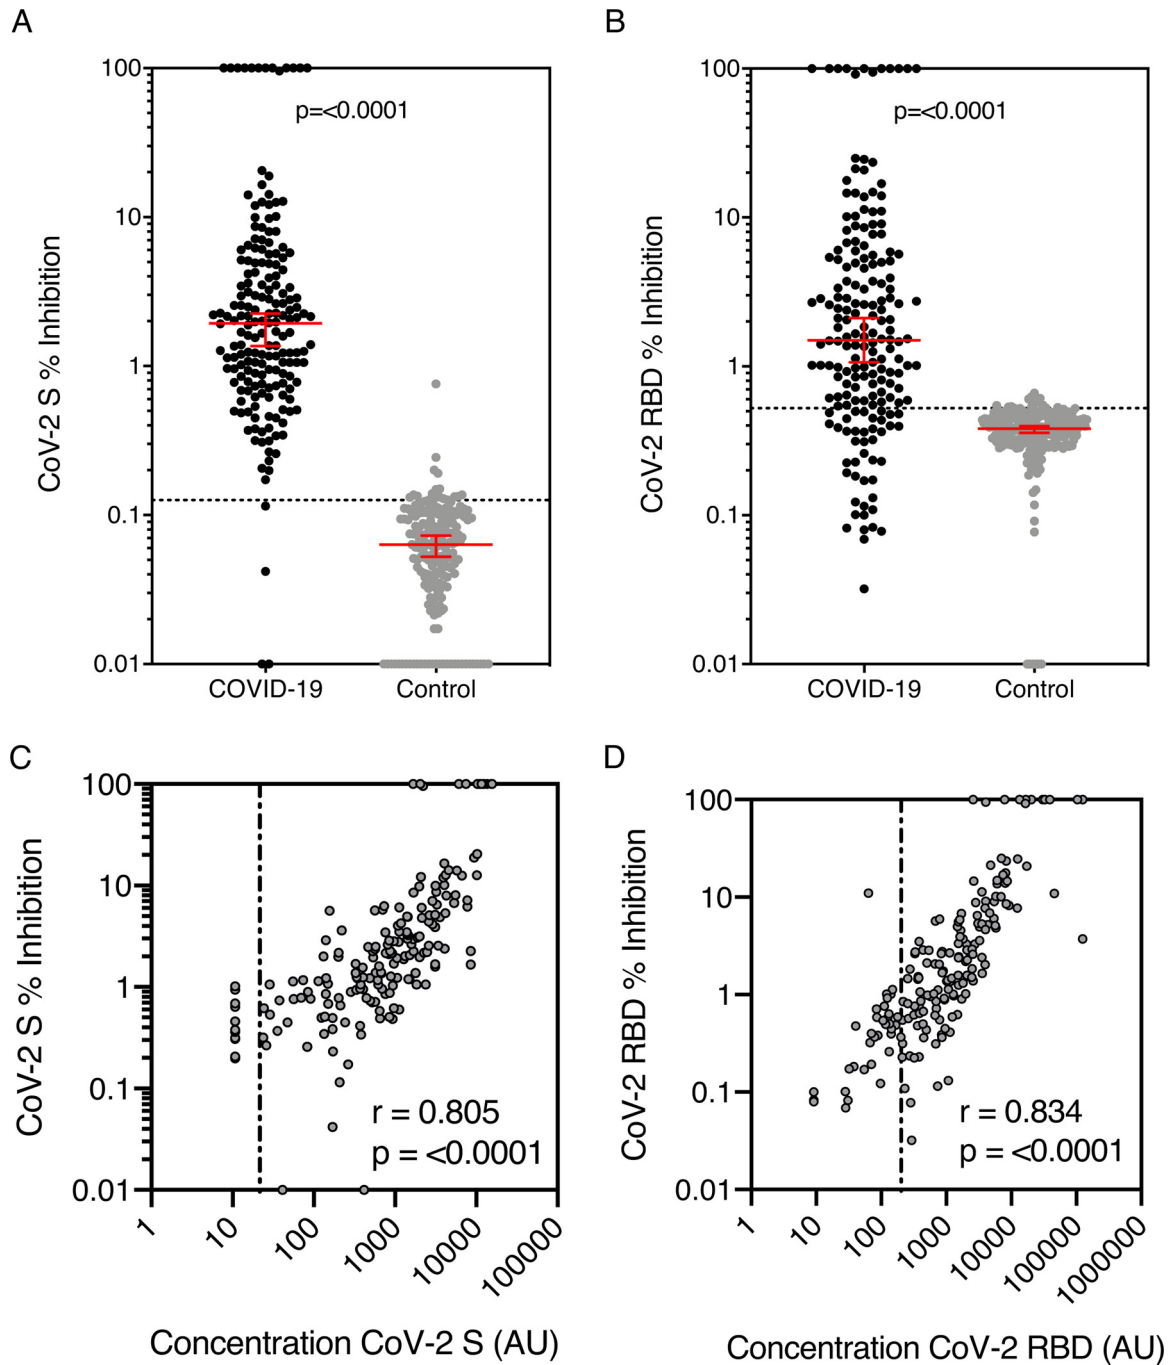 A
B
100
10
1
0.1
0.01
CoV-2 S % Inhibition
p=<0.0001
COVID-19
Control
100
10
1
0.1
0.01
CoV-2 RBD % Inhibition
p=<0.0001
COVID-19
Control
C
D
100
10
1
0.1
0.01
CoV-2 S % Inhibition
r = 0.805
p = <0.0001
1
10
100
1000
10000
100000
Concentration CoV-2 S (AU)
100
10
1
0.1
0.01
CoV-2 RBD % Inhibition
r = 0.834
p = <0.0001
1
10
100
1000
10000
100000
1000000
Concentration CoV-2 RBD (AU)